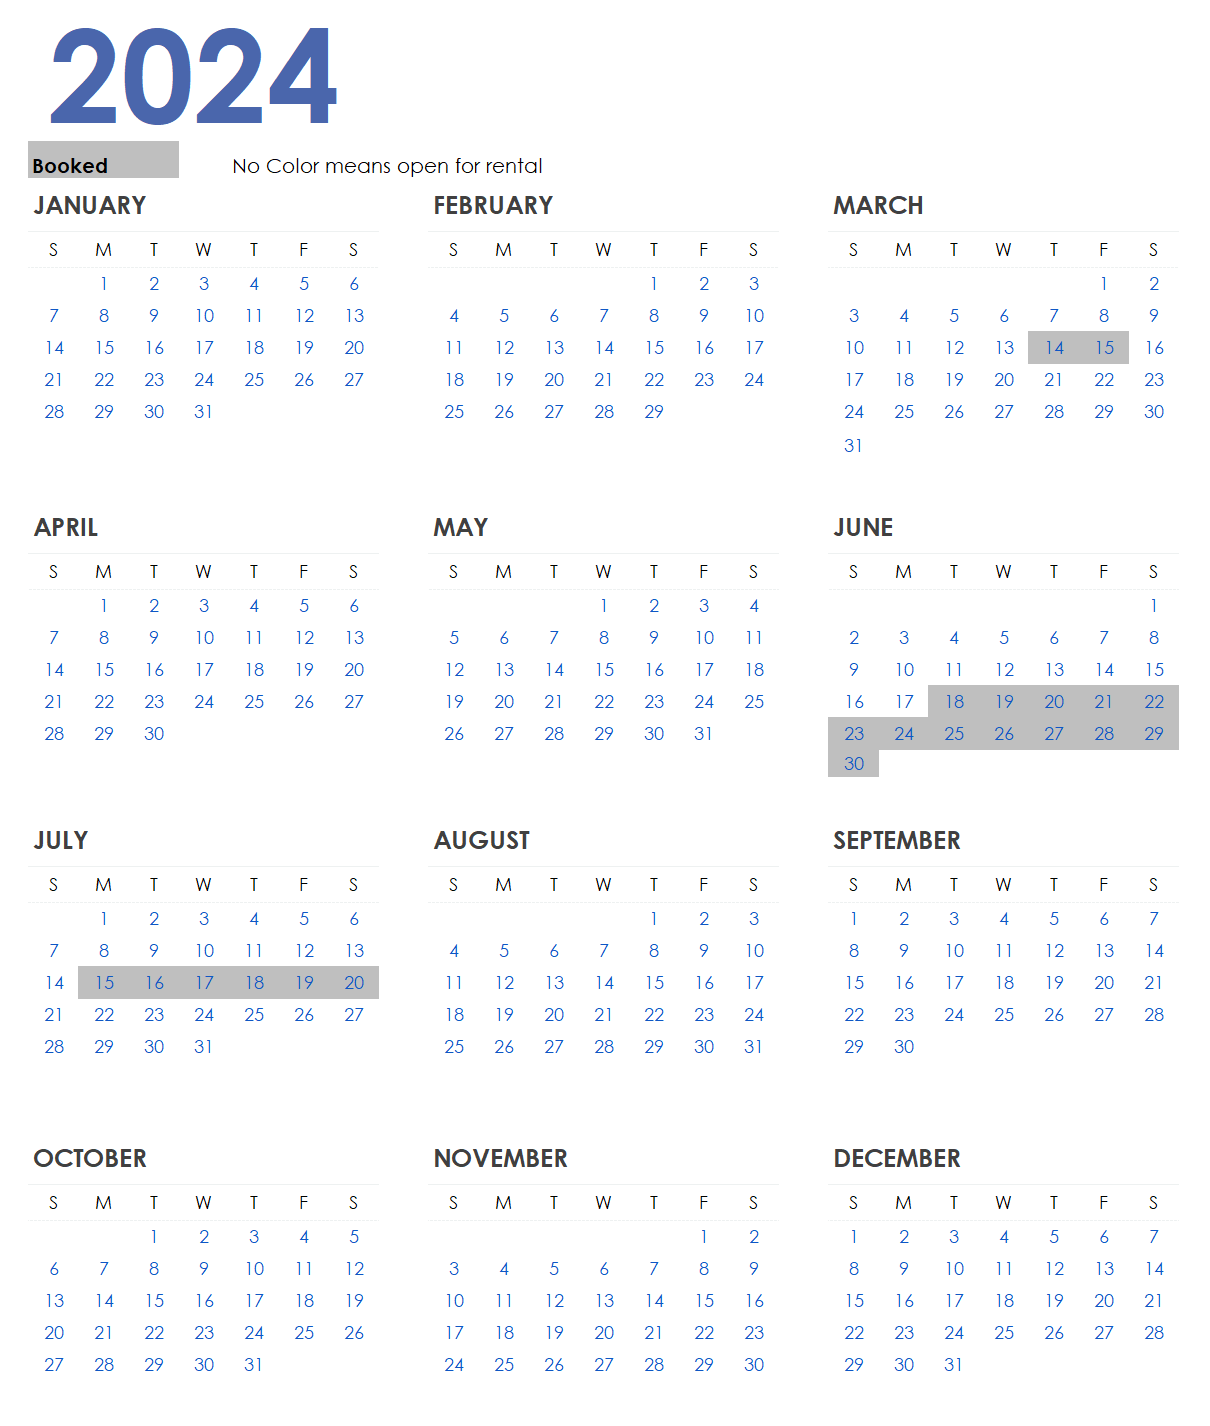 2024
Booked No Color means open for rental
JANUARY
S M T W T F S
1 2 3 4 5 6
7 8 9 10 11 12 13
14 15 16 17 18 19 20
21 22 23 24 25 26 27
28 29 30 31
FEBRUARY
S M T W T F S
1 2 3
4 5 6 7 8 9 10
11 12 13 14 15 16 17
18 19 20 21 22 23 24
25 26 27 28 29
MARCH
S M T W T F S
1 2
3 4 5 6 7 8 9
10 11 12 13 14 15 16
17 18 19 20 21 22 23
24 25 26 27 28 29 30
31
APRIL
S M T W T F S
1 2 3 4 5 6
7 8 9 10 11 12 13
14 15 16 17 18 19 20
21 22 23 24 25 26 27
28 29 30
MAY
S M T W T F S
1 2 3 4
5 6 7 8 9 10 11
12 13 14 15 16 17 18
19 20 21 22 23 24 25
26 27 28 29 30 31
JUNE
S M T W T F S
1
2 3 4 5 6 7 8
9 10 11 12 13 14 15
16 17 18 19 20 21 22
23 24 25 26 27 28 29
30
JULY
S M T W T F S
1 2 3 4 5 6
7 8 9 10 11 12 13
14 15 16 17 18 19 20
21 22 23 24 25 26 27
28 29 30 31
AUGUST
S M T W T F S
1 2 3
4 5 6 7 8 9 10
11 12 13 14 15 16 17
18 19 20 21 22 23 24
25 26 27 28 29 30 31
SEPTEMBER
S M T W T F S
1 2 3 4 5 6 7
8 9 10 11 12 13 14
15 16 17 18 19 20 21
22 23 24 25 26 27 28
29 30
OCTOBER
S M T W T F S
1 2 3 4 5
6 7 8 9 10 11 12
13 14 15 16 17 18 19
20 21 22 23 24 25 26
27 28 29 30 31
NOVEMBER
S M T W T F S
1 2
3 4 5 6 7 8 9
10 11 12 13 14 15 16
17 18 19 20 21 22 23
24 25 26 27 28 29 30
DECEMBER
S M T W T F S
1 2 3 4 5 6 7
8 9 10 11 12 13 14
15 16 17 18 19 20 21
22 23 24 25 26 27 28
29 30 31